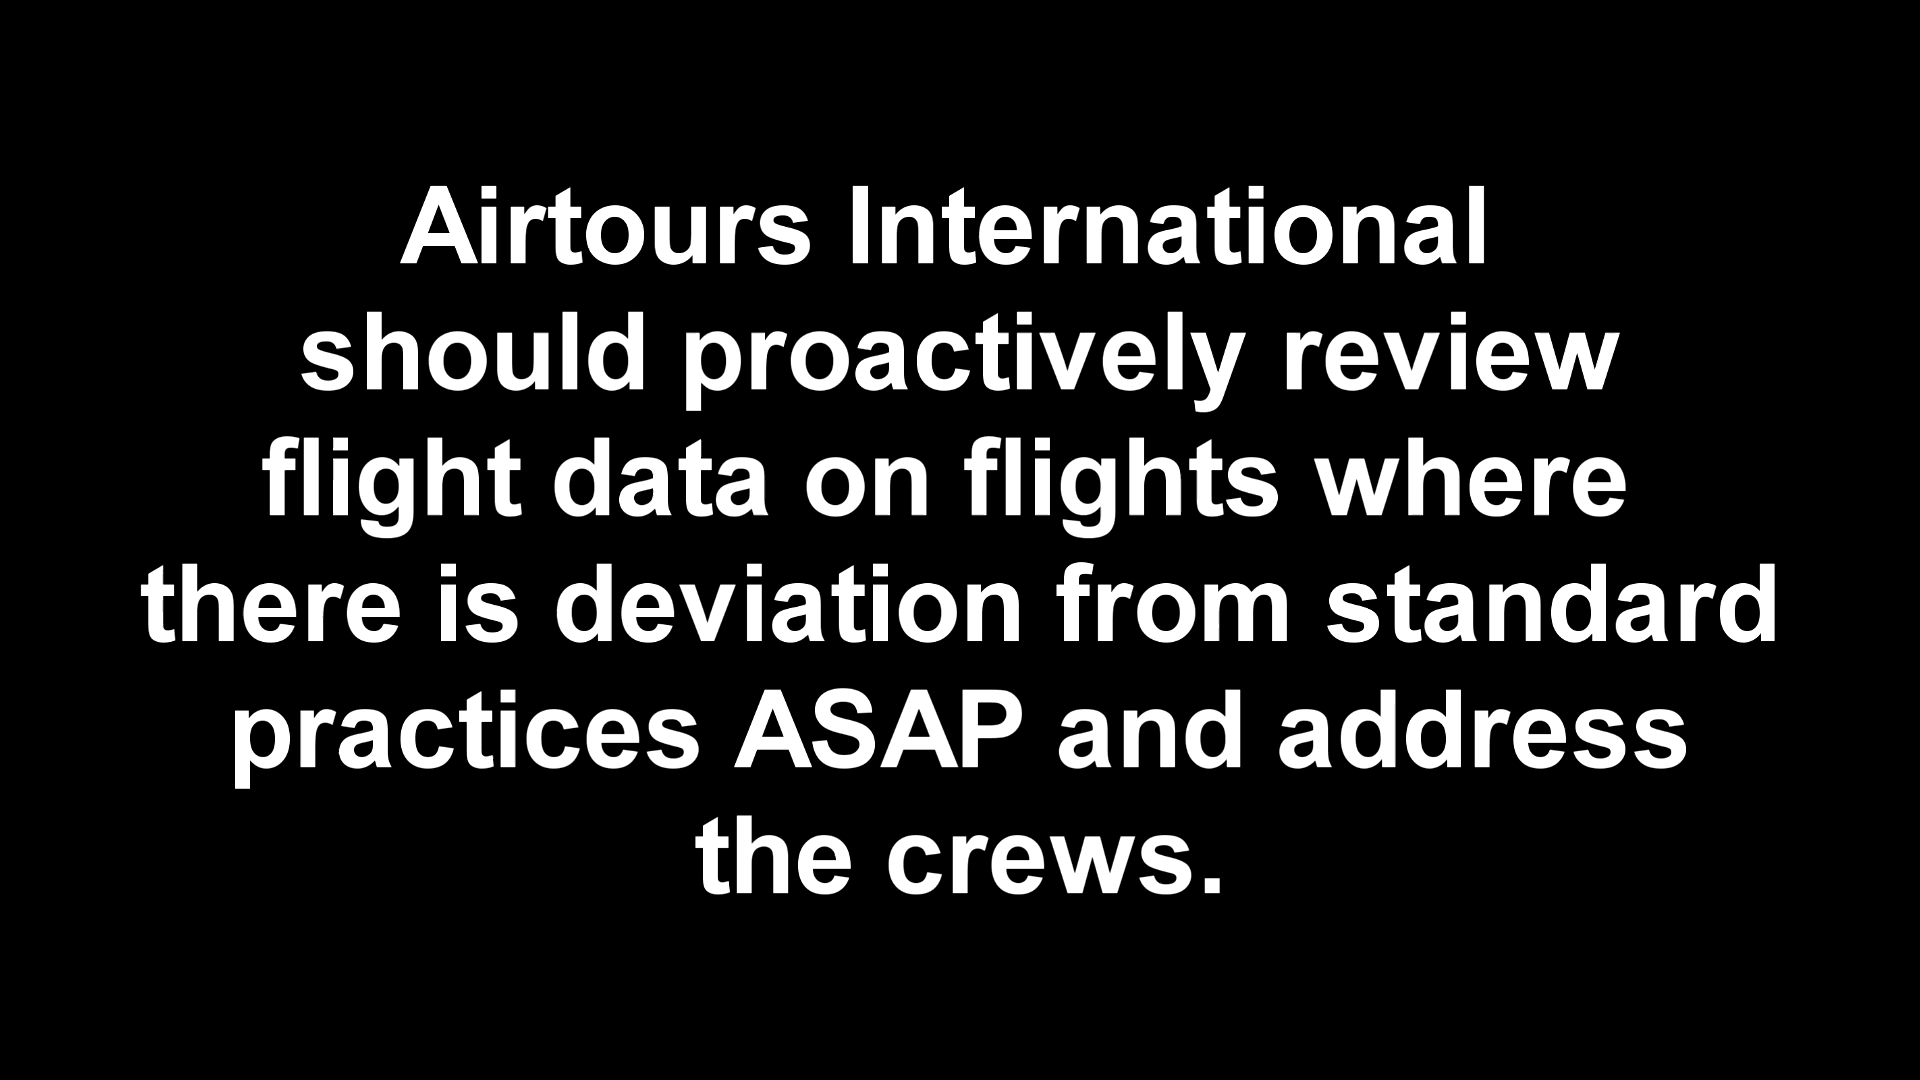 Airtours International
should proactively review
flight data on flights where
there is deviation from standard
practices ASAP and address
the crews.